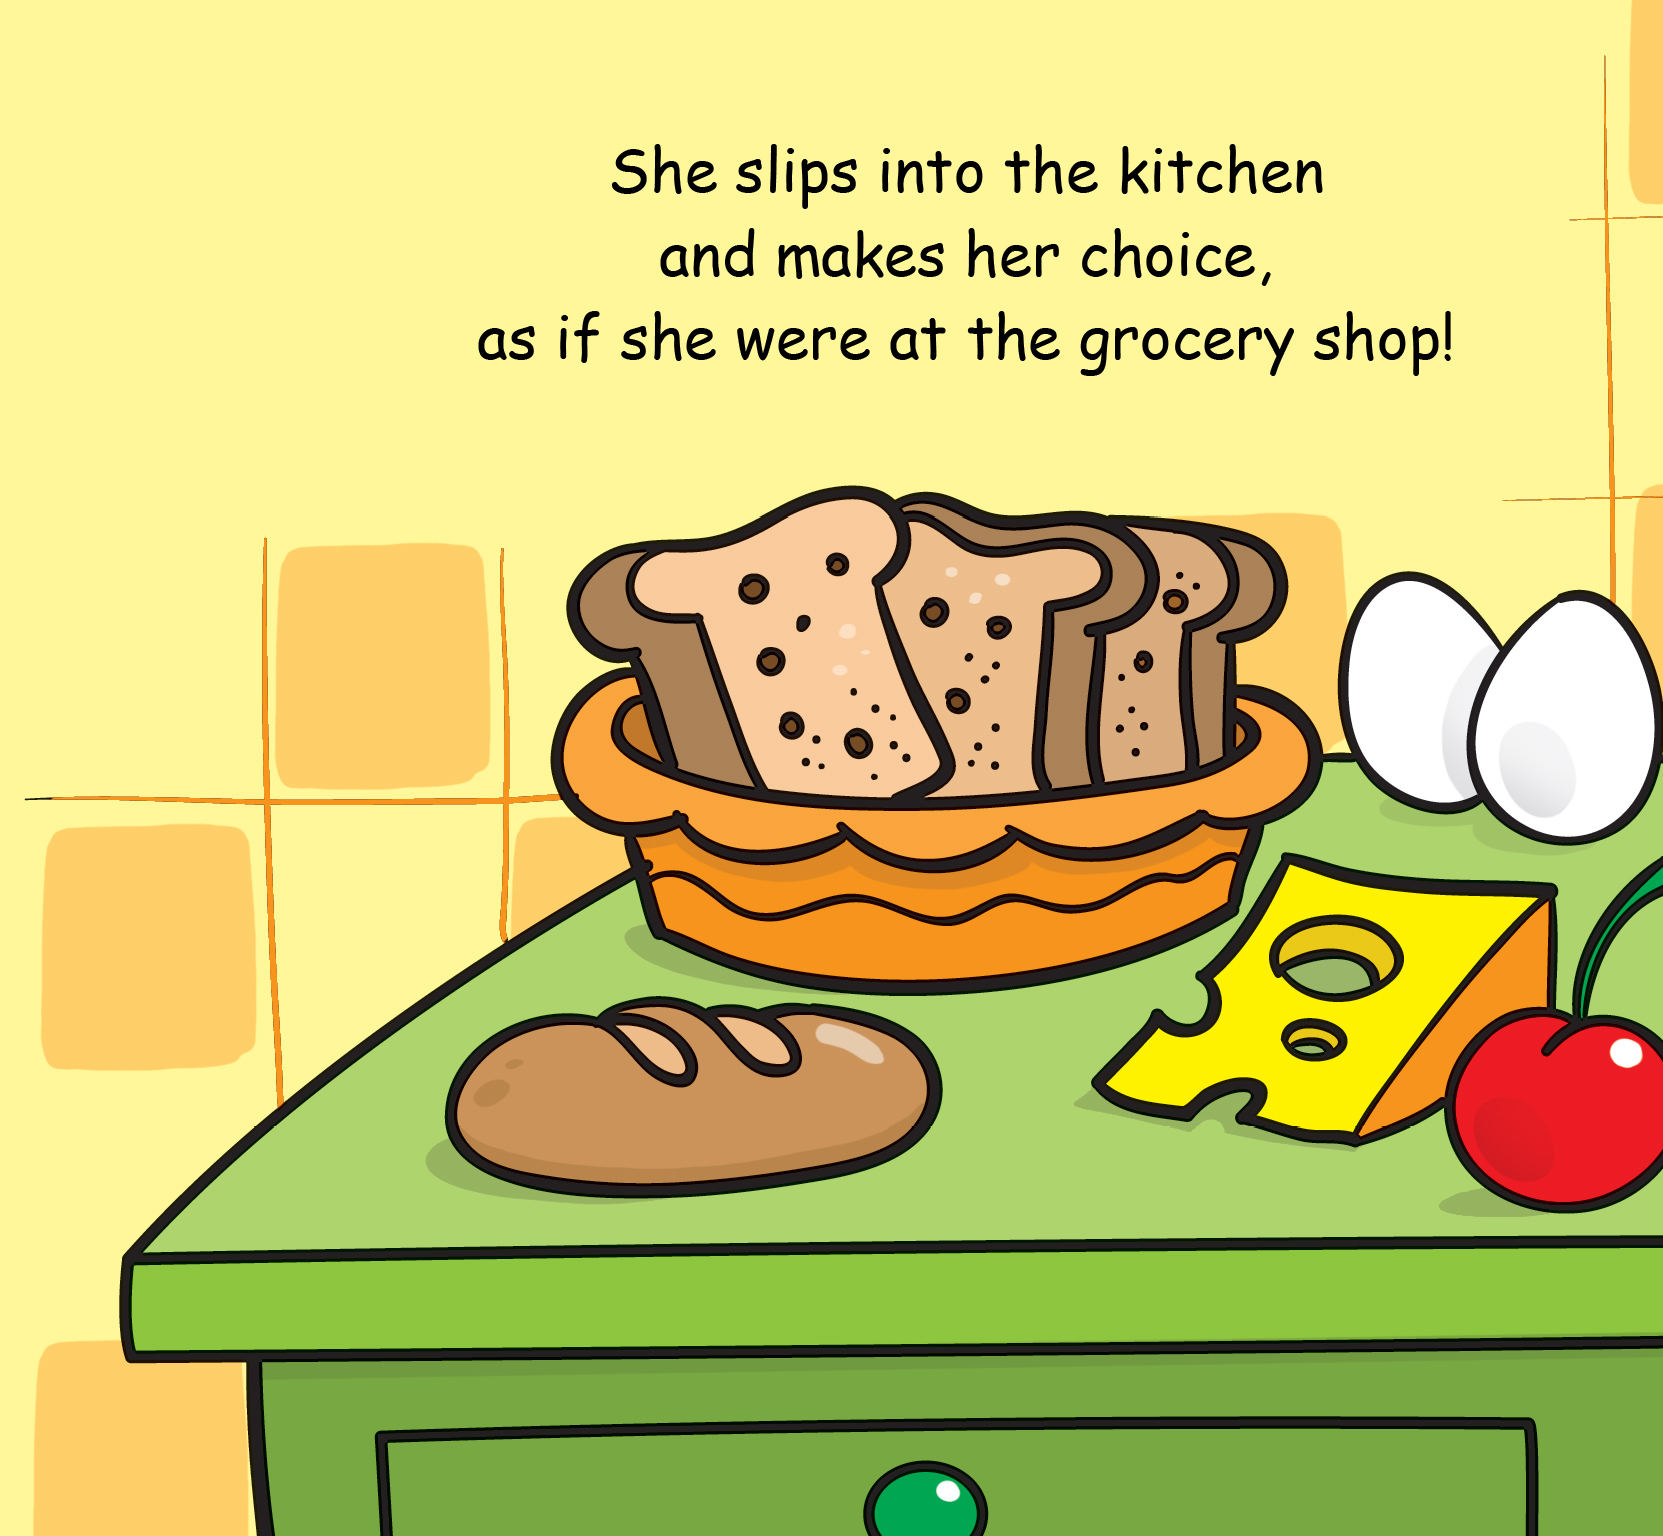 She slips into the kitchen
and makes her choice,
as if she were at the grocery shop!